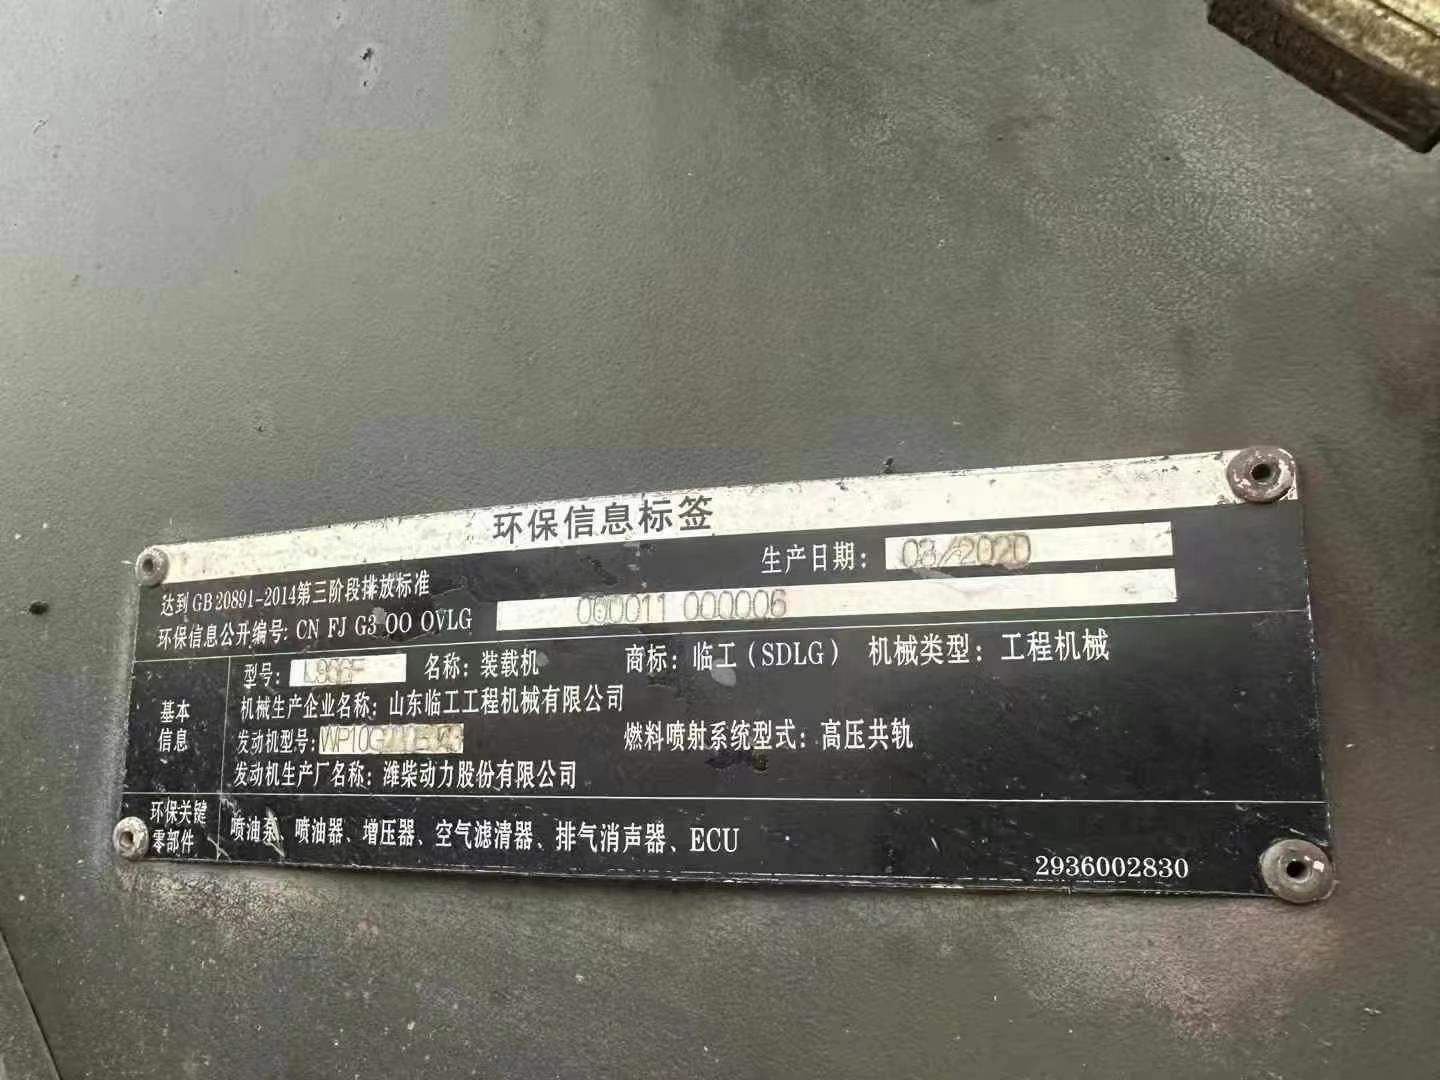 环保信息标签
生产日期: 03/2020
达到GB 20891-2014第三阶段排放标准
环保信息公开编号: CN FJ G3 00 0VLG 000011 000006
型号: 名称: 装载机 商标: 临工(SDLG) 机械类型: 工程机械
基本信息
机械生产企业名称: 山东临工工程机械有限公司
发动机型号: 燃料喷射系统型式: 高压共轨
发动机生产厂名称: 潍柴动力股份有限公司
环保关键零部件
喷油泵、喷油器、增压器、空气滤清器、排气消声器、ECU
2936002830